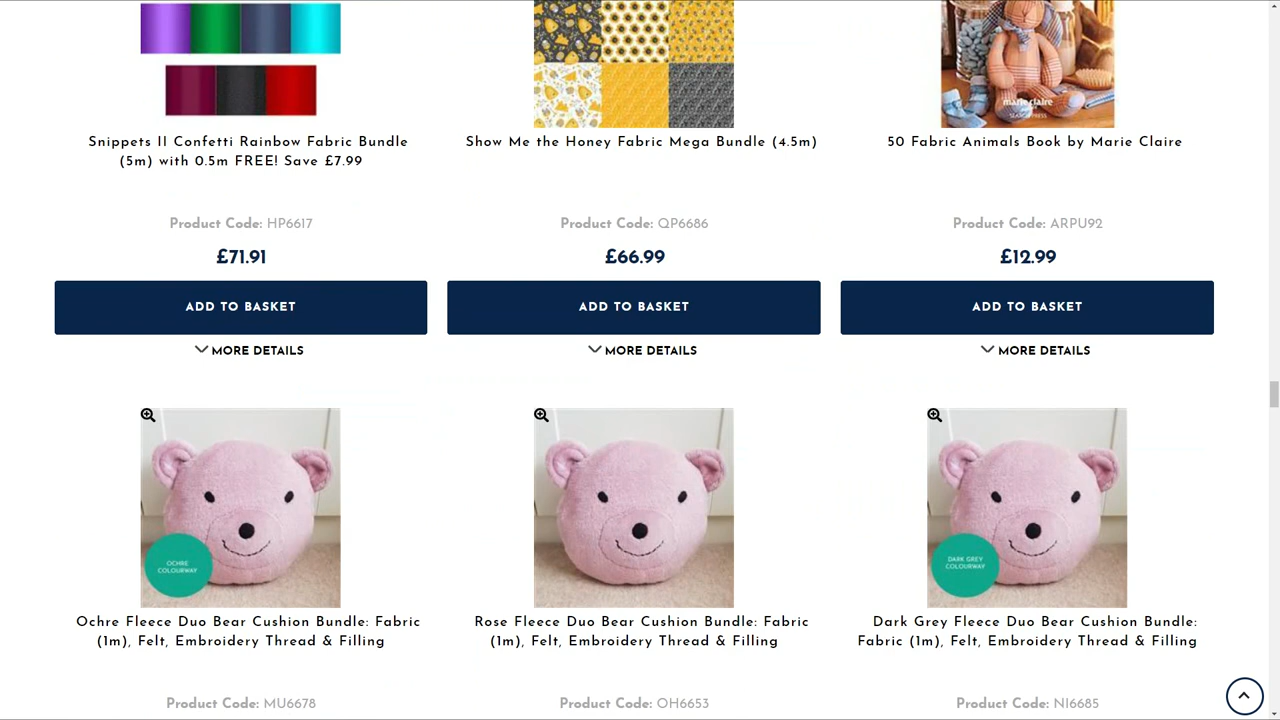 marie claire
SEARCH PRESS
Snippets II Confetti Rainbow Fabric Bundle
(5m) with 0.5m FREE! Save £7.99
Show Me the Honey Fabric Mega Bundle (4.5m)
50 Fabric Animals Book by Marie Claire
Product Code: HP6617
Product Code: QP6686
Product Code: ARPU92
£71.91
£66.99
£12.99
ADD TO BASKET
ADD TO BASKET
ADD TO BASKET
MORE DETAILS
MORE DETAILS
MORE DETAILS
OCHRE
COLOURWAY
DARK GREY
COLOURWAY
Ochre Fleece Duo Bear Cushion Bundle: Fabric
(1m), Felt, Embroidery Thread & Filling
Rose Fleece Duo Bear Cushion Bundle: Fabric
(1m), Felt, Embroidery Thread & Filling
Dark Grey Fleece Duo Bear Cushion Bundle:
Fabric (1m), Felt, Embroidery Thread & Filling
Product Code: MU6678
Product Code: OH6653
Product Code: NI6685